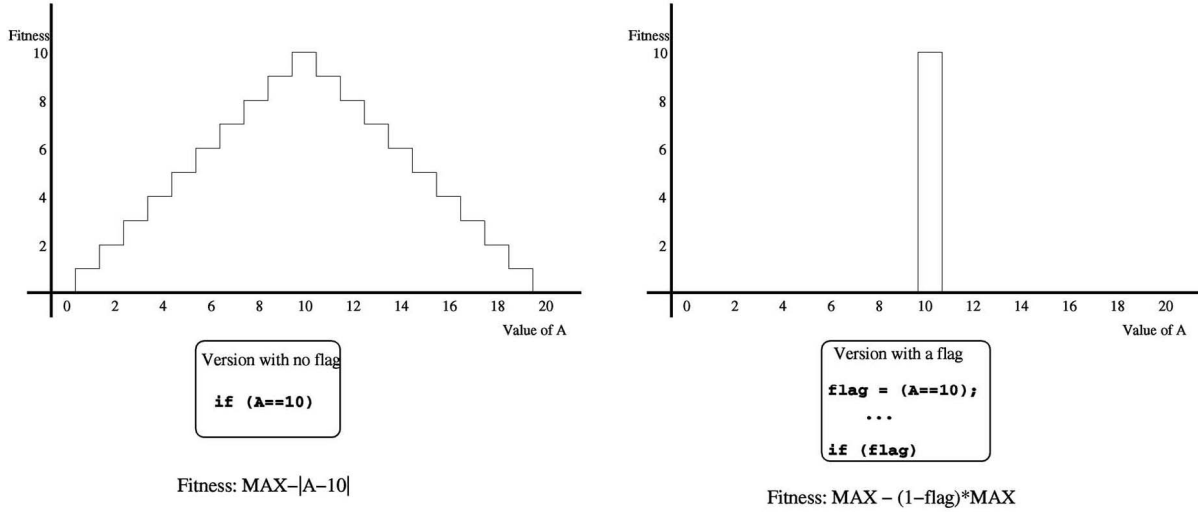 Fitness
10
8
6
4
2
0 2 4 6 8 10 12 14 16 18 20
Value of A
Version with no flag
if (A==10)
Fitness: MAX−|A−10|
Fitness
10
8
6
4
2
0 2 4 6 8 10 12 14 16 18 20
Value of A
Version with a flag
flag = (A==10);
...
if (flag)
Fitness: MAX − (1−flag)*MAX